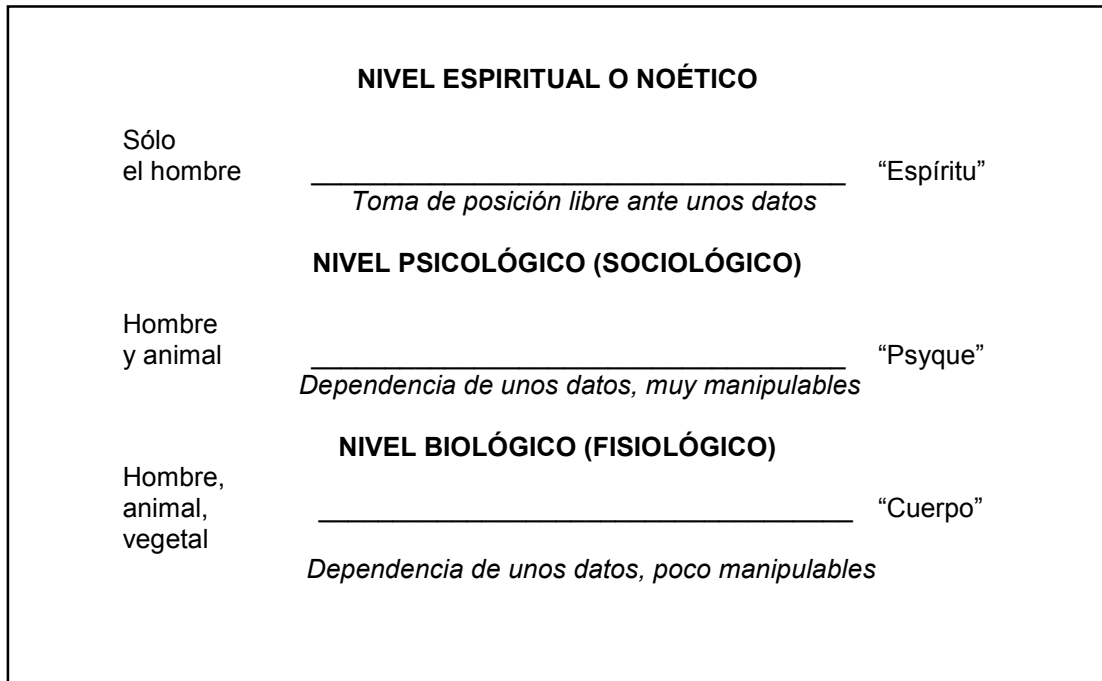 NIVEL ESPIRITUAL O NOÉTICO
Sólo
el hombre “Espíritu”
Toma de posición libre ante unos datos
NIVEL PSICOLÓGICO (SOCIOLÓGICO)
Hombre
y animal “Psyque”
Dependencia de unos datos, muy manipulables
NIVEL BIOLÓGICO (FISIOLÓGICO)
Hombre,
animal, “Cuerpo”
vegetal
Dependencia de unos datos, poco manipulables